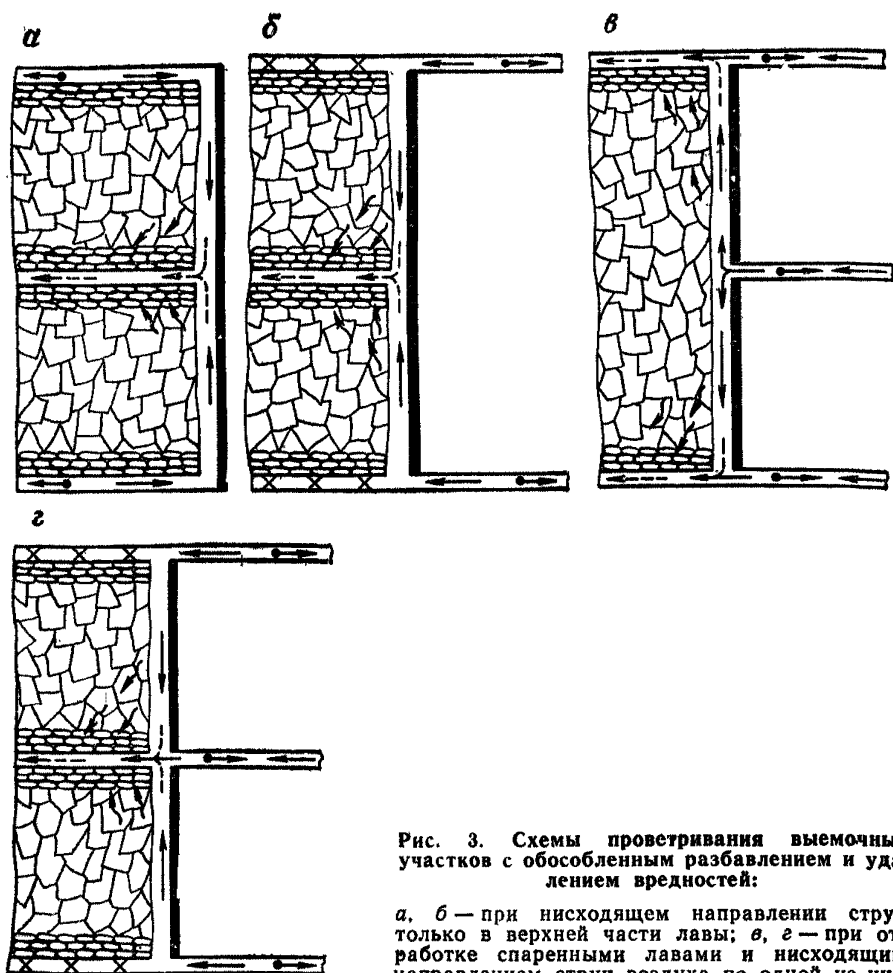 а
б
в
г
Рис. 3. Схемы проветривания выемочны
участков с обособленным разбавлением и уда
лением вредностей:
а, б — при нисходящем направлении стру
только в верхней части лавы; в, г — при от
работке спаренными лавами и нисходящи